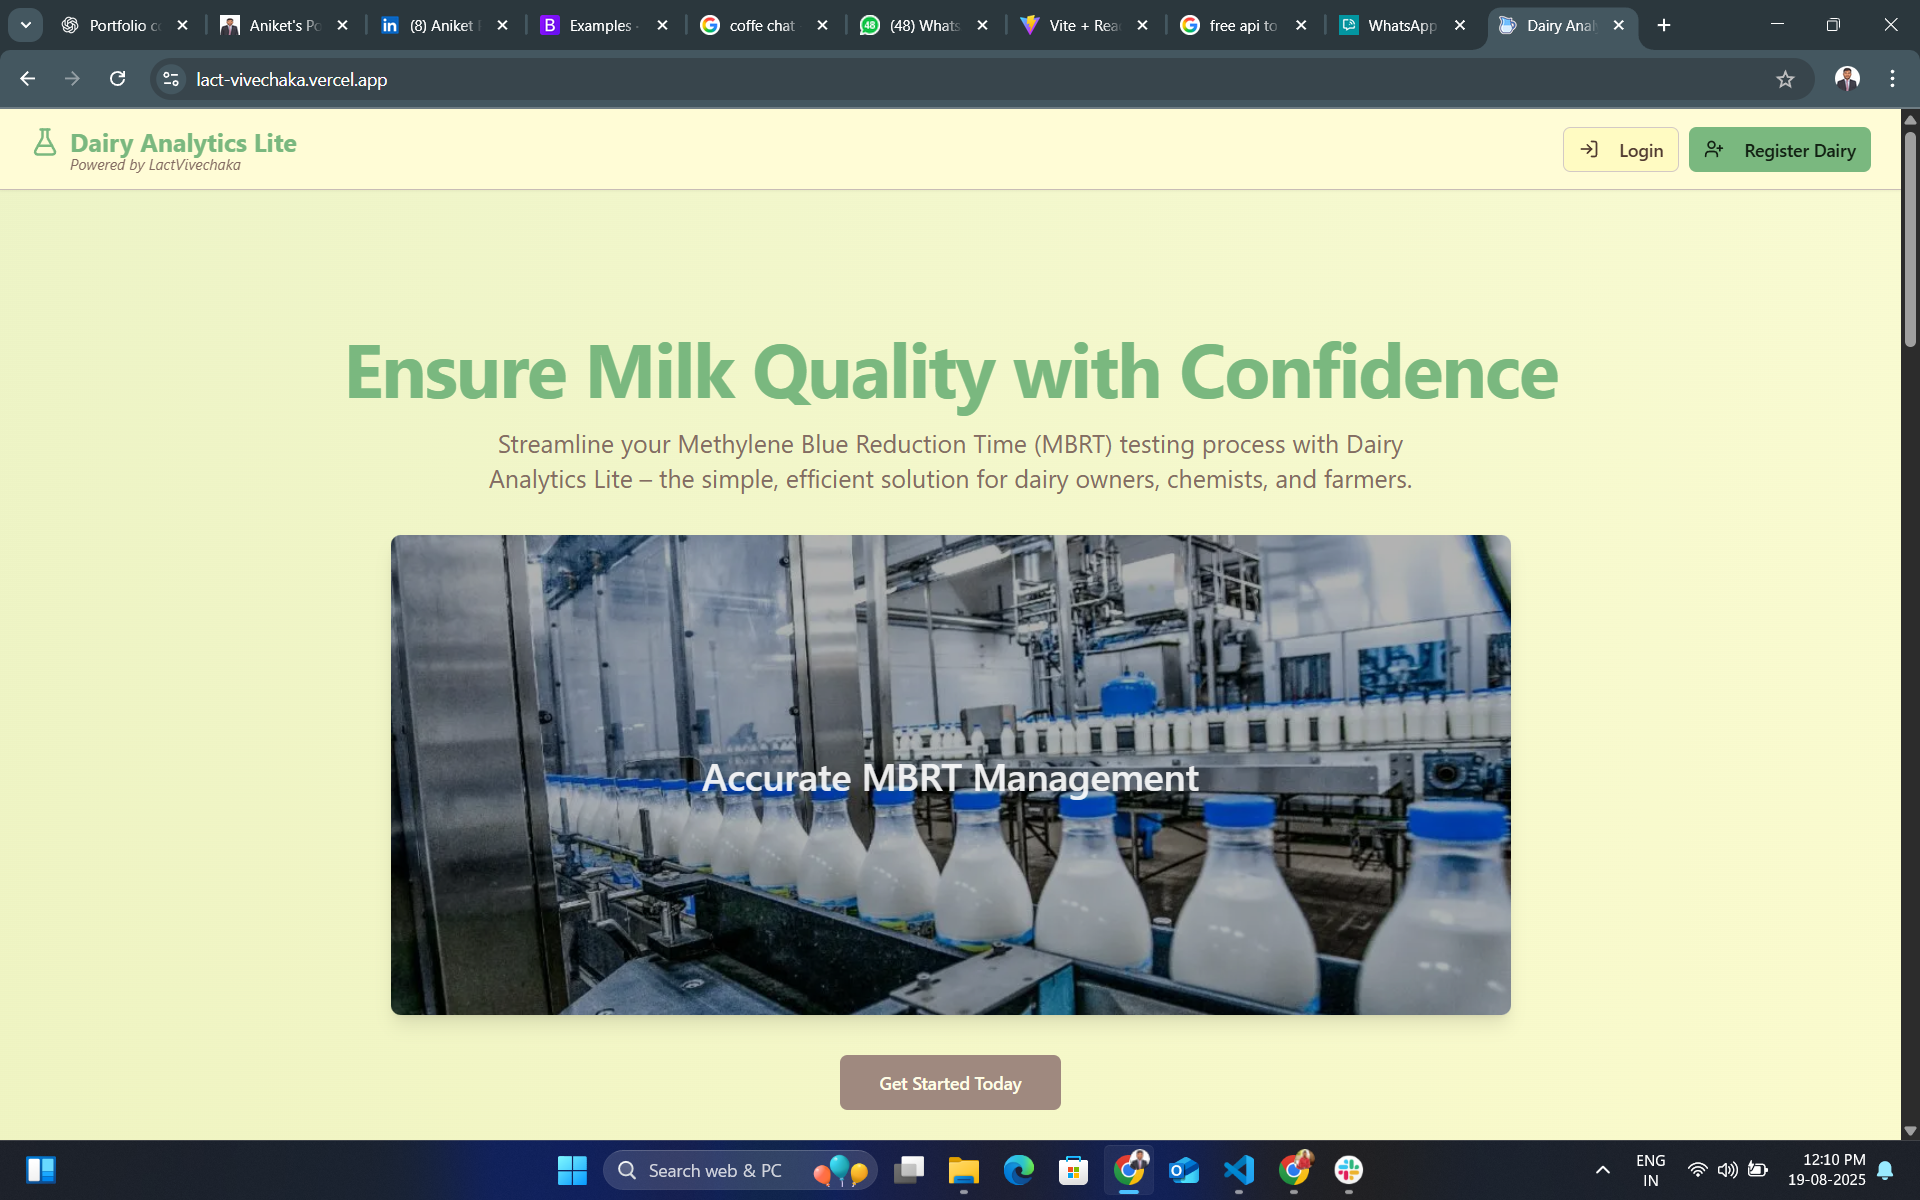 Portfolio co
Aniket's Po
(8) Aniket
Examples -
coffe chat
(48) Whats
Vite + Rea
free api to
WhatsApp
Dairy Anal
lact-vivechaka.vercel.app
Dairy Analytics Lite
Powered by LactVivechaka
Login
Register Dairy
Ensure Milk Quality with Confidence
Streamline your Methylene Blue Reduction Time (MBRT) testing process with Dairy
Analytics Lite – the simple, efficient solution for dairy owners, chemists, and farmers.
Accurate MBRT Management
Get Started Today
Search web & PC
ENG
IN
12:10 PM
19-08-2025